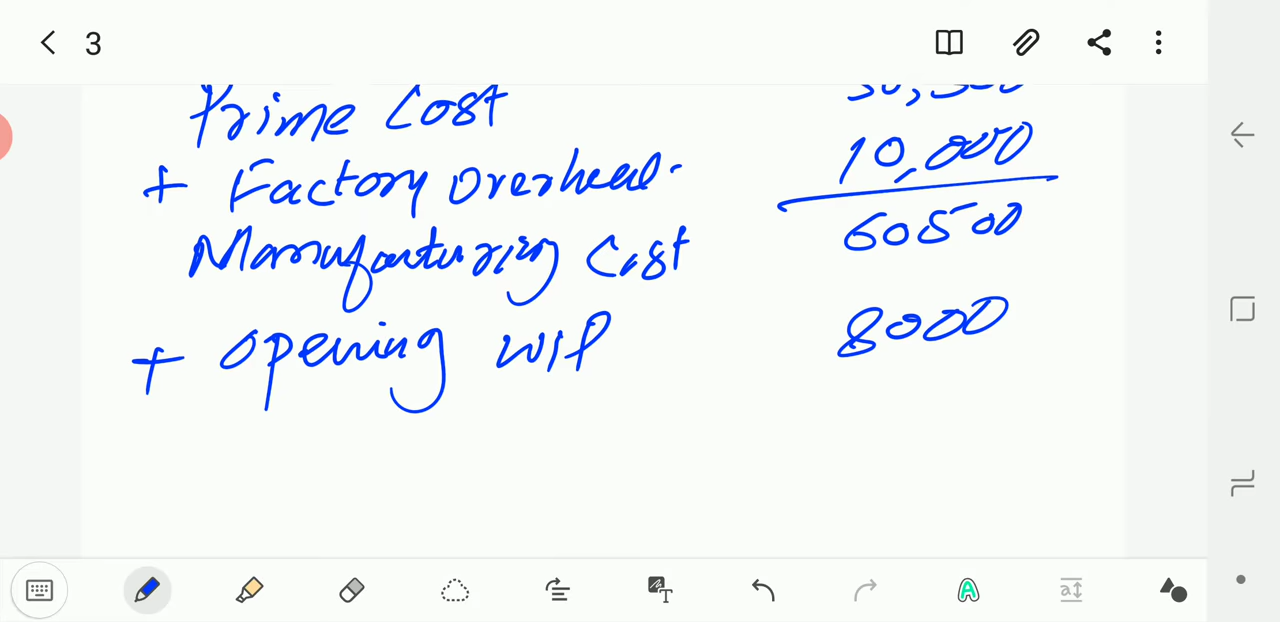 3
Prime Cost
+ Factory Overhead. 10,000
Manufacturing Cost 60500
+ Opening WIP 8000